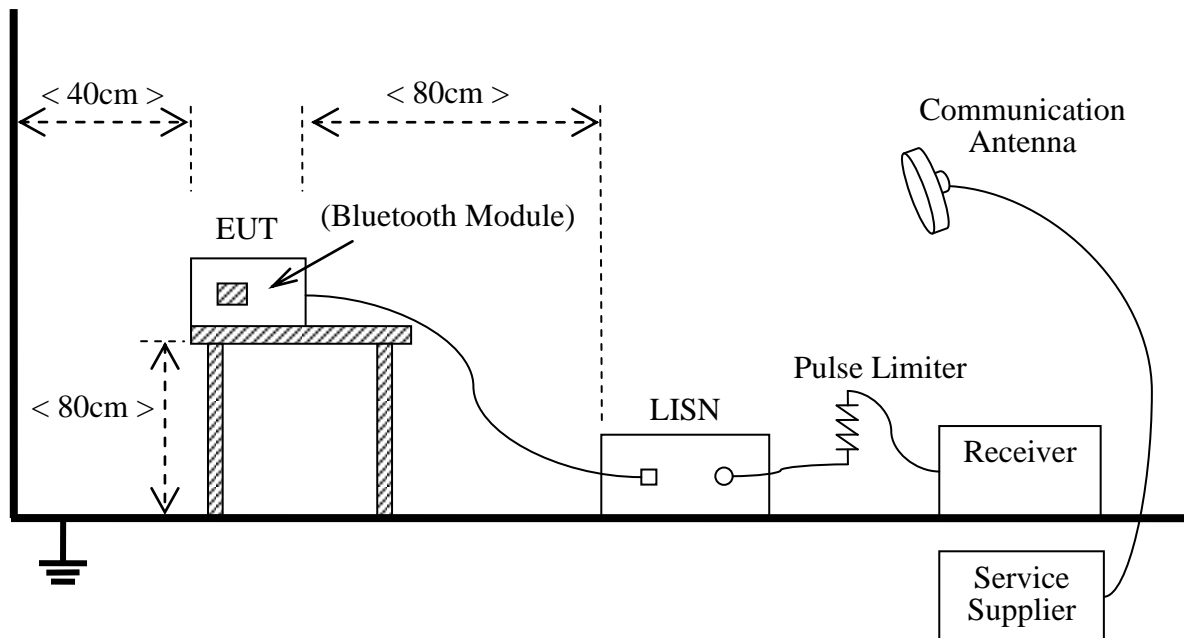 < 40cm >
< 80cm >
Communication
Antenna
EUT
(Bluetooth Module)
< 80cm >
Pulse Limiter
LISN
Receiver
Service
Supplier